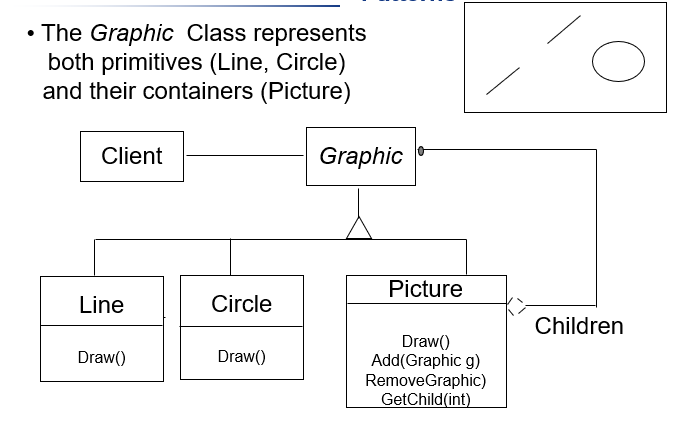 • The Graphic Class represents
both primitives (Line, Circle)
and their containers (Picture)
Client
Graphic
Line
Draw()
Circle
Draw()
Picture
Draw()
Add(Graphic g)
RemoveGraphic)
GetChild(int)
Children